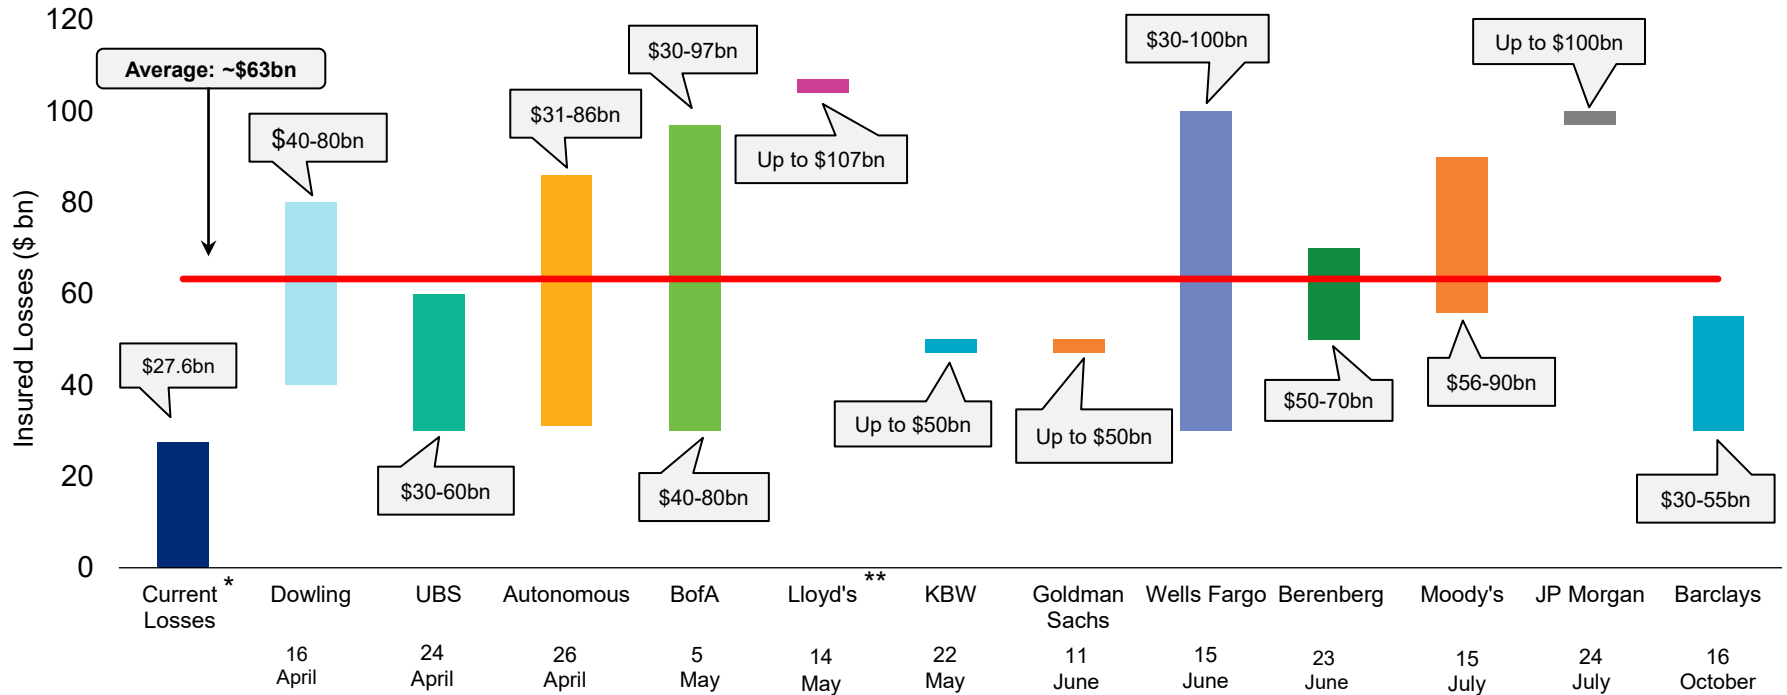 120
100
80
60
40
20
0
Insured Losses ($ bn)
Average: ~$63bn
$27.6bn
$40-80bn
$30-60bn
$31-86bn
$30-97bn
$40-80bn
Up to $107bn
Up to $50bn
Up to $50bn
$30-100bn
$50-70bn
$56-90bn
Up to $100bn
$30-55bn
Current *
Losses
Dowling
16
April
UBS
24
April
Autonomous
26
April
BofA
5
May
Lloyd's **
14
May
KBW
22
May
Goldman
Sachs
11
June
Wells Fargo
15
June
Berenberg
23
June
Moody's
15
July
JP Morgan
24
July
Barclays
16
October